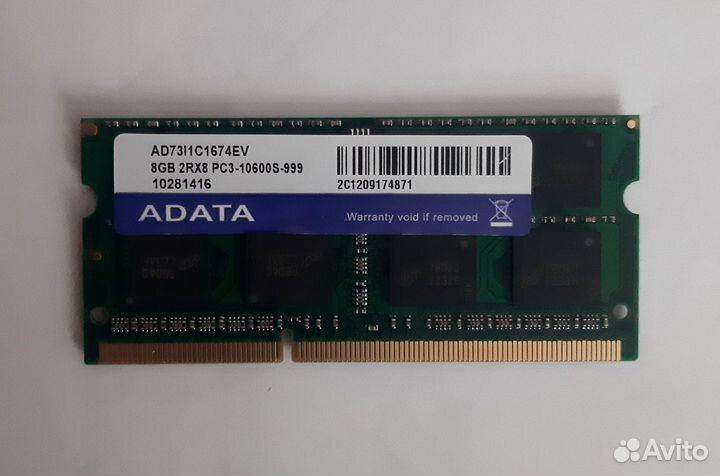 AD73I1C1674EV
8GB 2RX8 PC3-10600S-999
10281416
2C1209174871
ADATA
Warranty void if removed
Avito